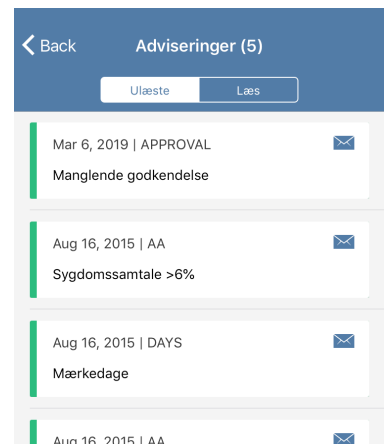 Back
Adviseringer (5)
Ulæste
Læs
Mar 6, 2019 | APPROVAL
Manglende godkendelse
Aug 16, 2015 | AA
Sygdomssamtale >6%
Aug 16, 2015 | DAYS
Mærkedage
Aug 16, 2015 | AA